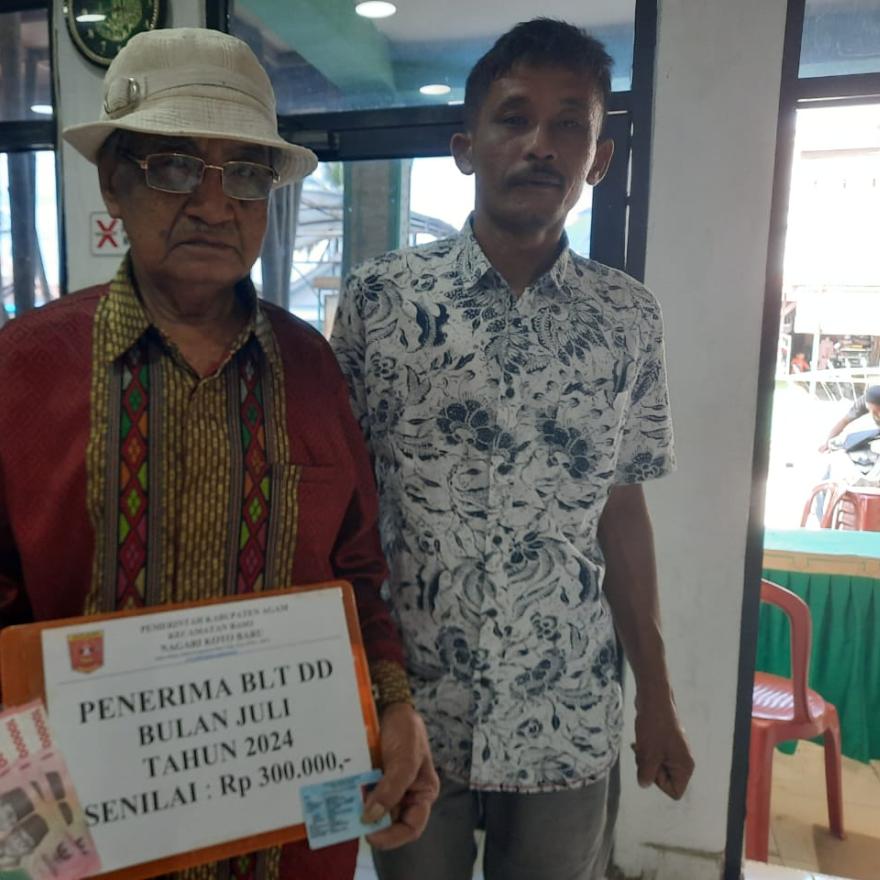 PEMERINTAH KABUPATEN AGAM
KECAMATAN BASO
NAGARI KOTO BARU
PENERIMA BLT DD
BULAN JULI
TAHUN 2024
SENILAI : Rp 300.000,-
100000